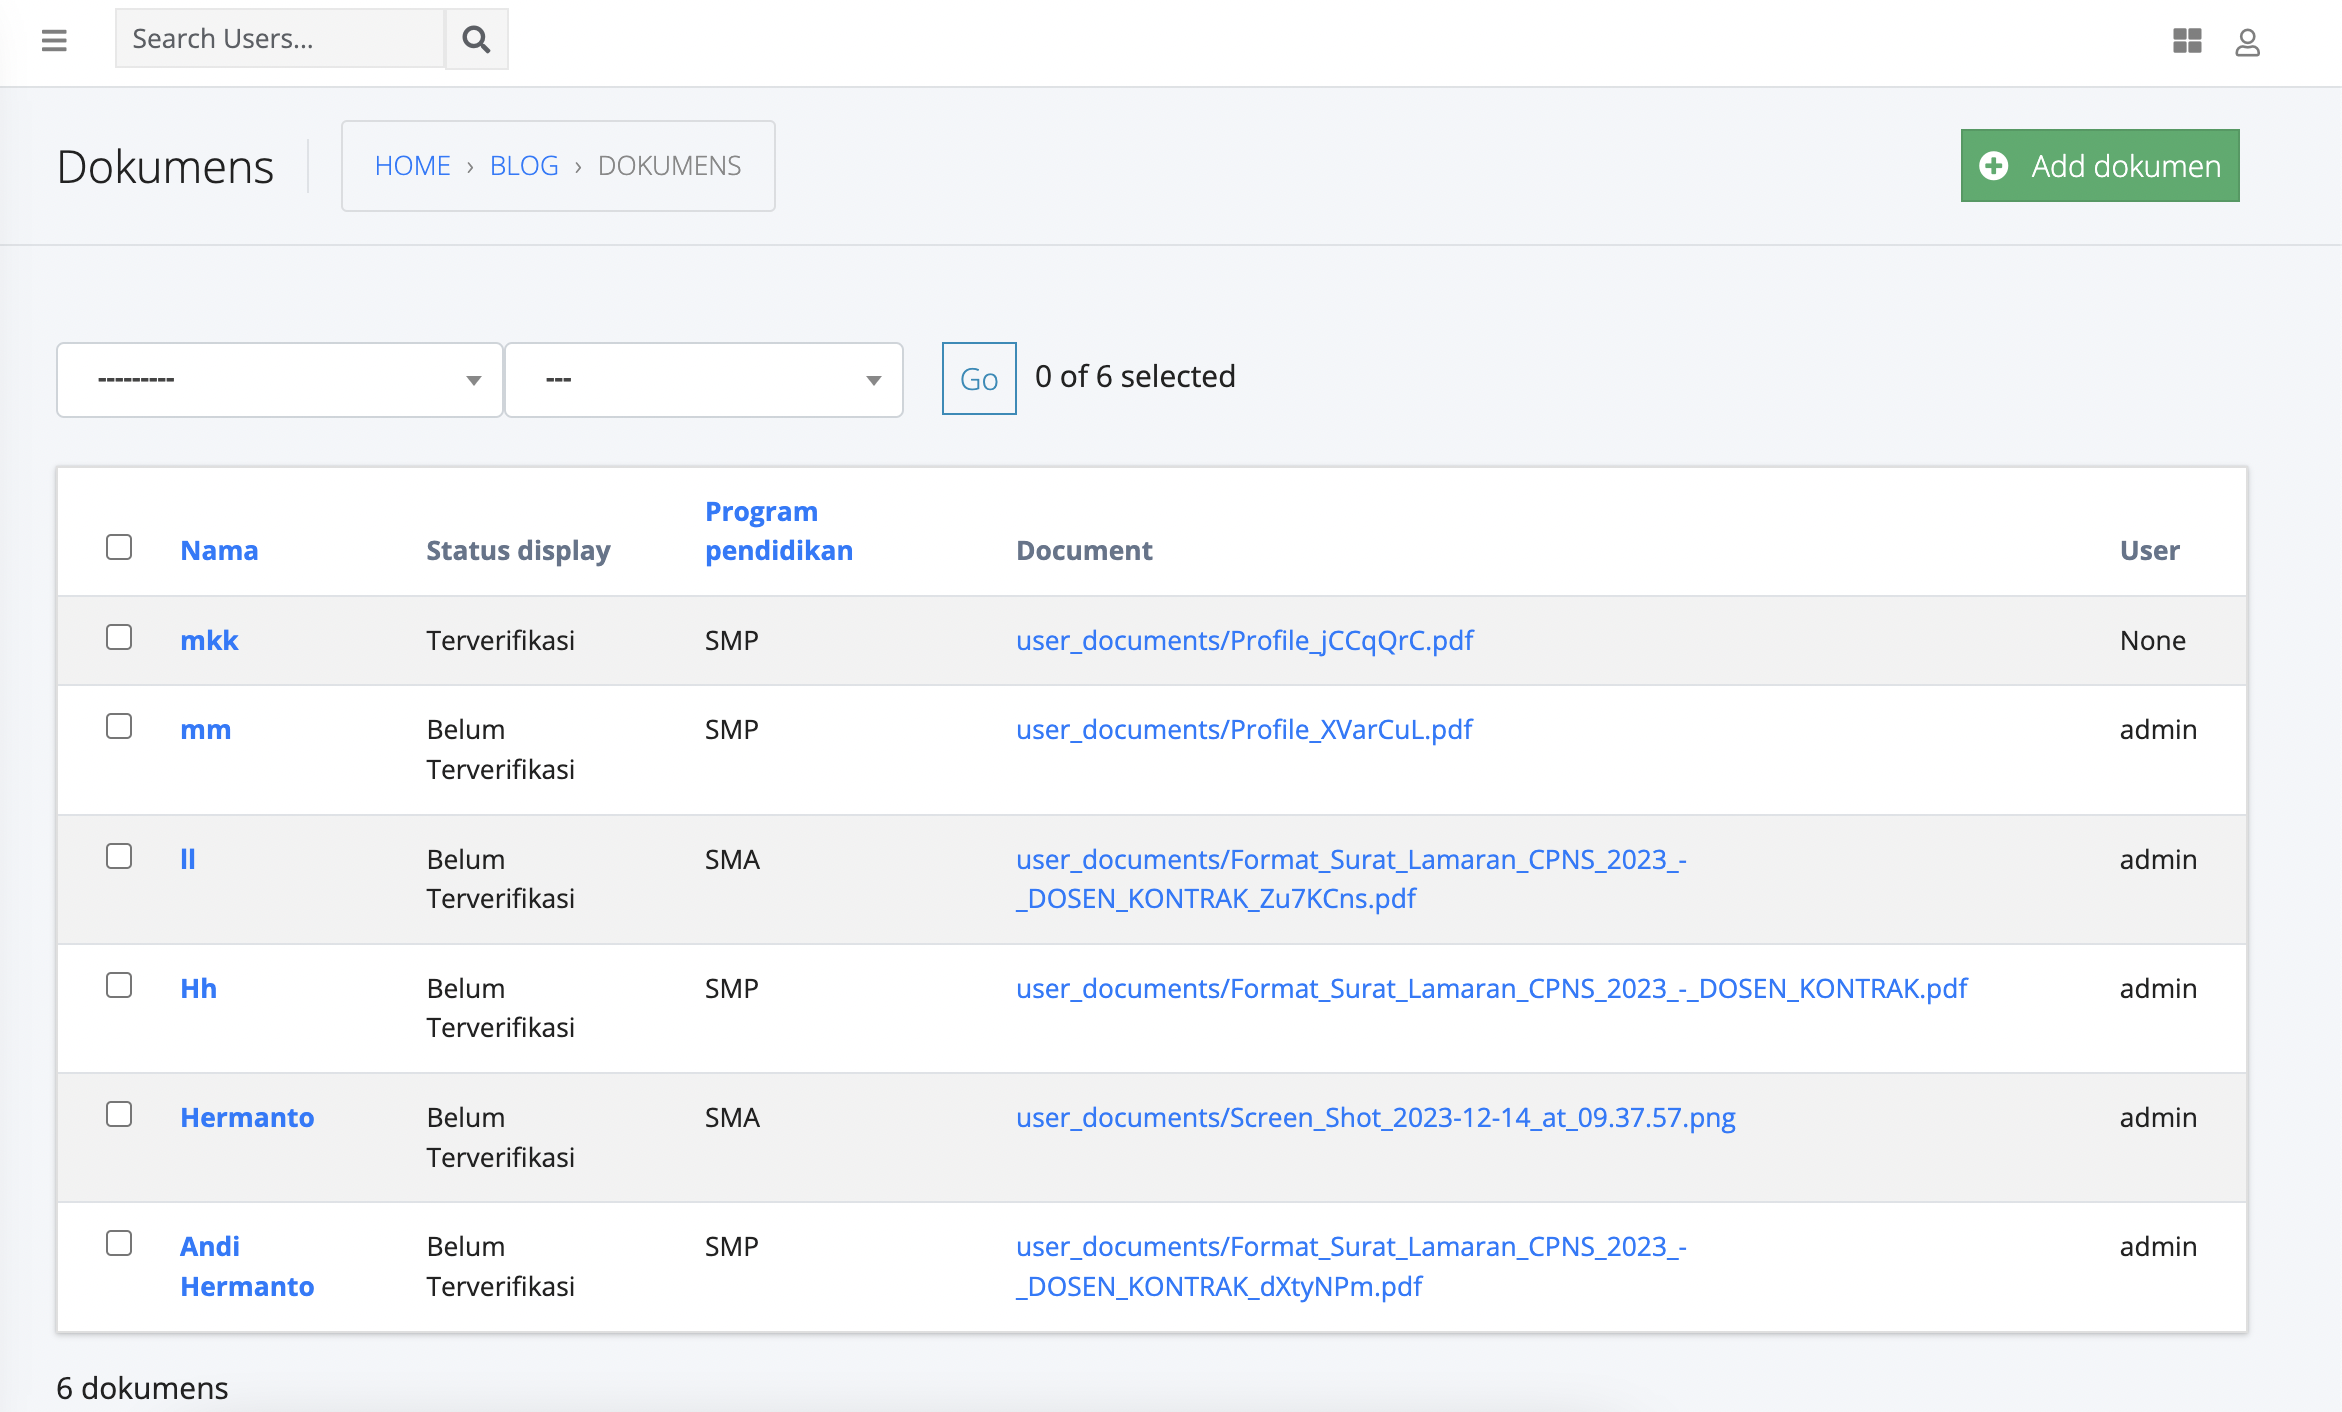 Search Users...
Dokumens
HOME › BLOG › DOKUMENS
Add dokumen
---------
---
Go
0 of 6 selected
Nama
Status display
Program
pendidikan
Document
User
mkk
Terverifikasi
SMP
user_documents/Profile_jCCqQrC.pdf
None
mm
Belum
Terverifikasi
SMP
user_documents/Profile_XVarCuL.pdf
admin
ll
Belum
Terverifikasi
SMA
user_documents/Format_Surat_Lamaran_CPNS_2023_-
_DOSEN_KONTRAK_Zu7KCns.pdf
admin
Hh
Belum
Terverifikasi
SMP
user_documents/Format_Surat_Lamaran_CPNS_2023_-_DOSEN_KONTRAK.pdf
admin
Hermanto
Belum
Terverifikasi
SMA
user_documents/Screen_Shot_2023-12-14_at_09.37.57.png
admin
Andi
Hermanto
Belum
Terverifikasi
SMP
user_documents/Format_Surat_Lamaran_CPNS_2023_-
_DOSEN_KONTRAK_dXtyNPm.pdf
admin
6 dokumens